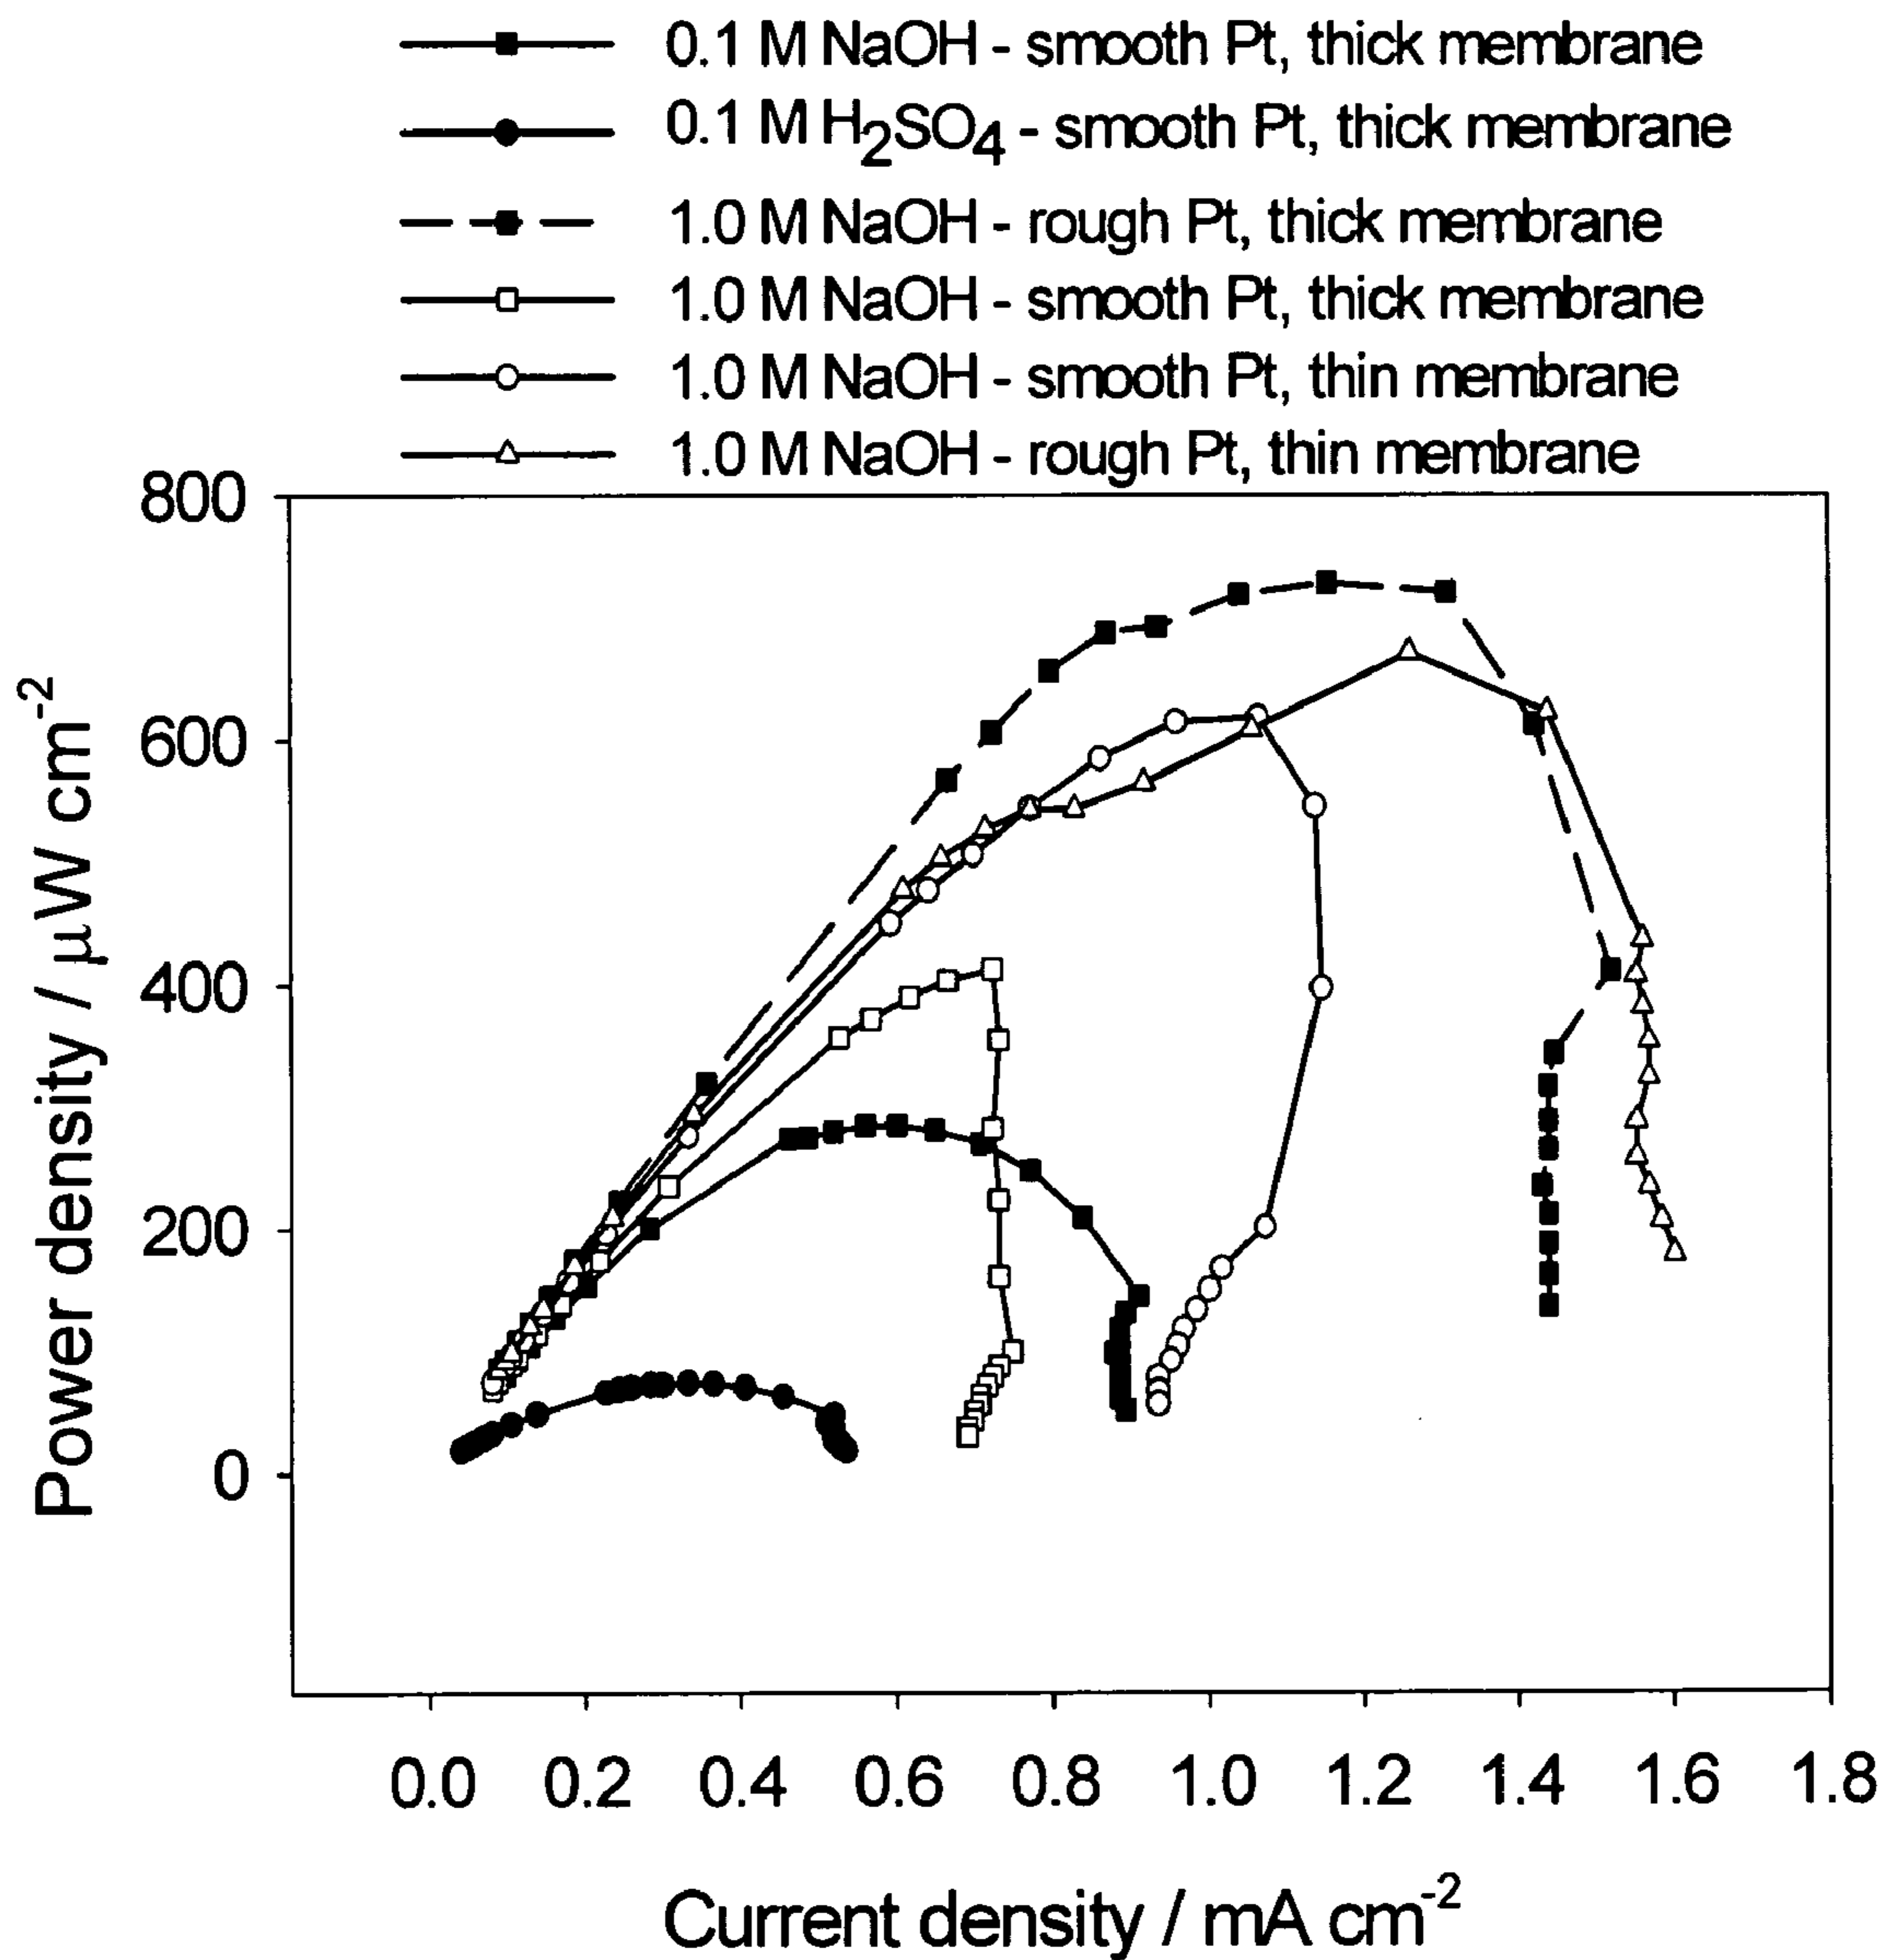 0.1 M NaOH - smooth Pt, thick membrane
0.1 M H₂SO₄ - smooth Pt, thick membrane
1.0 M NaOH - rough Pt, thick membrane
1.0 M NaOH - smooth Pt, thick membrane
1.0 M NaOH - smooth Pt, thin membrane
1.0 M NaOH - rough Pt, thin membrane
800
600
400
200
0
Power density / μW cm⁻²
0.0 0.2 0.4 0.6 0.8 1.0 1.2 1.4 1.6 1.8
Current density / mA cm⁻²